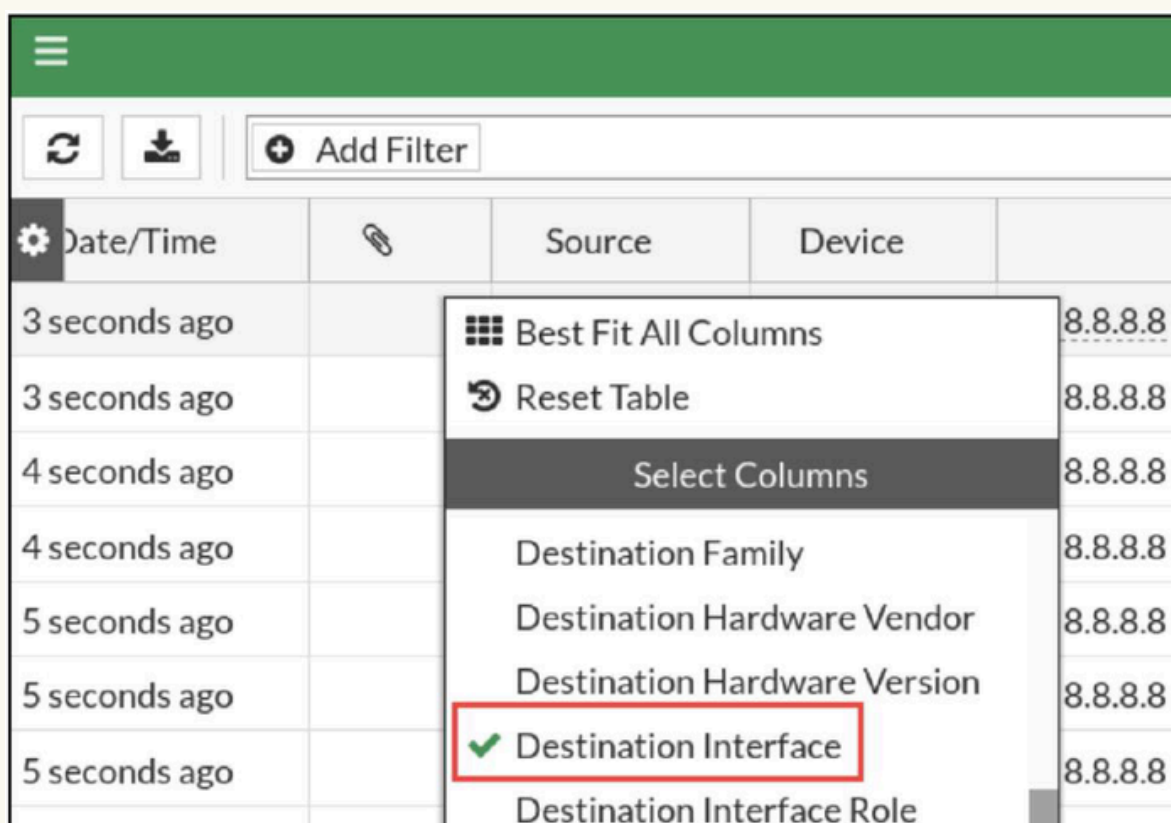 Add Filter
Date/Time Source Device
3 seconds ago 8.8.8.8
Best Fit All Columns
3 seconds ago 8.8.8.8
Reset Table
4 seconds ago 8.8.8.8
Select Columns
4 seconds ago 8.8.8.8
Destination Family
5 seconds ago 8.8.8.8
Destination Hardware Vendor
5 seconds ago 8.8.8.8
Destination Hardware Version
Destination Interface
5 seconds ago 8.8.8.8
Destination Interface Role